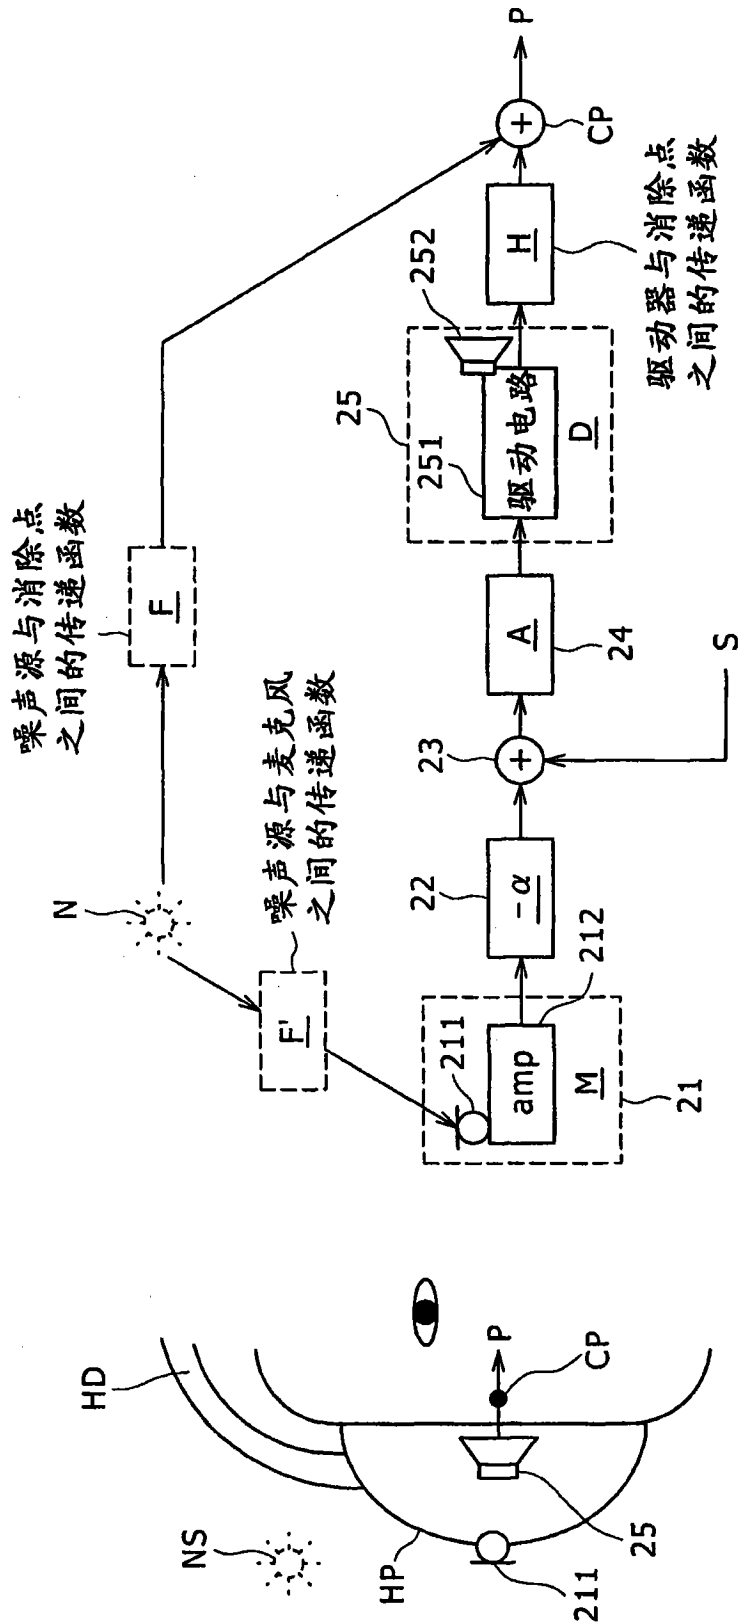 NS
HD
HP
P
CP
25
211
N
噪声源与消除点
之间的传递函数
F
噪声源与麦克风
之间的传递函数
F'
211
amp
212
M
21
22
-α
23
+
S
A
24
25
251
252
驱动电路
D
H
驱动器与消除点
之间的传递函数
+
CP
P